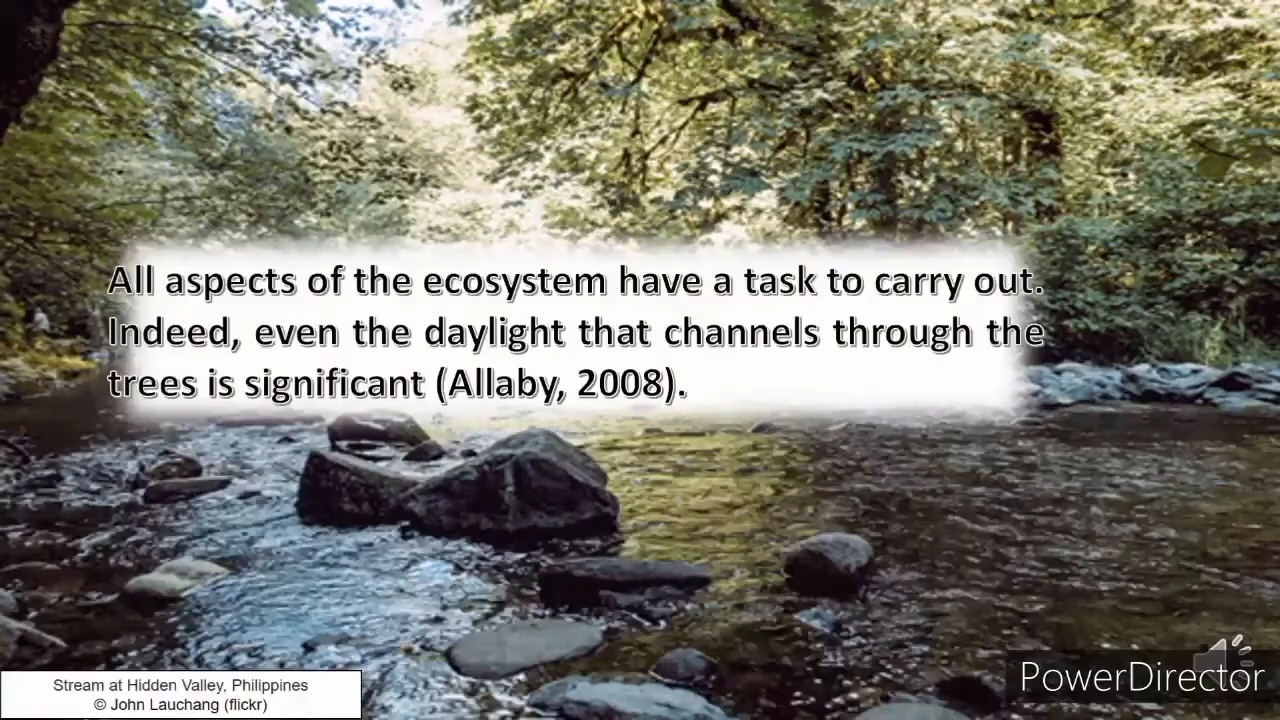 All aspects of the ecosystem have a task to carry out.
Indeed, even the daylight that channels through the
trees is significant (Allaby, 2008).
Stream at Hidden Valley, Philippines
© John Lauchang (flickr)
PowerDirector